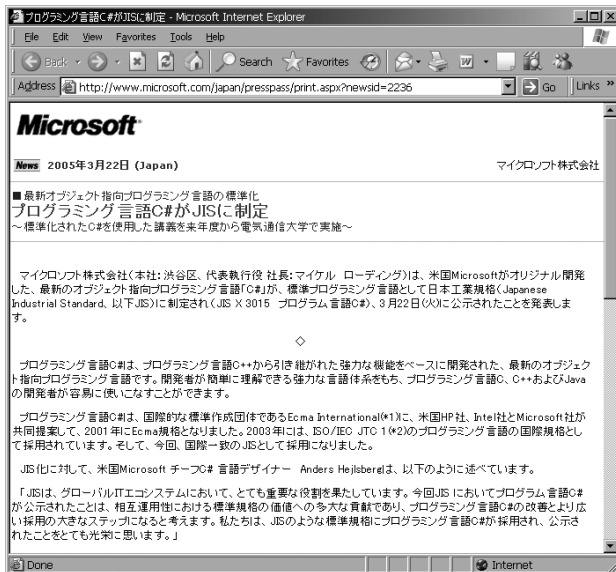 プログラミング言語C#がJISに制定 - Microsoft Internet Explorer
File Edit View Favorites Tools Help
Back Search Favorites
Address http://www.microsoft.com/japan/presspass/print.aspx?newsid=2236 Go Links »
Microsoft
News 2005年3月22日 (Japan) マイクロソフト株式会社
■最新オブジェクト指向プログラミング言語の標準化
プログラミング言語C#がJISに制定
～標準化されたC#を使用した講義を来年度から電気通信大学で実施～
マイクロソフト株式会社(本社：渋谷区、代表執行役 社長：マイケル ローディング)は、米国Microsoftがオリジナル開発
した、最新のオブジェクト指向プログラミング言語「C#」が、標準プログラミング言語として日本工業規格(Japanese
Industrial Standard、以下JIS)に制定され(JIS X 3015 プログラム言語C#)、3月22日(火)に公示されたことを発表しま
す。
◇
プログラミング言語C#は、プログラミング言語C++から引き継がれた強力な機能をベースに開発された、最新のオブジェク
ト指向プログラミング言語です。開発者が簡単に理解できる強力な言語体系をもち、プログラミング言語C、C++およびJava
の開発者が容易に使いこなすことができます。
プログラミング言語C#は、国際的な標準作成団体であるEcma International(*1)に、米国HP社、Intel社とMicrosoft社が
共同提案して、2001年にEcma規格となりました。2003年には、ISO/IEC JTC 1(*2)のプログラミング言語の国際規格とし
て採用されています。そして、今回、国際一致のJISとして採用になりました。
JIS化に対して、米国Microsoft チーフC# 言語デザイナー Anders Hejlsbergは、以下のように述べています。
「JISは、グローバルITエコシステムにおいて、とても重要な役割を果たしています。今回JIS においてプログラム言語C#
が公示されたことは、相互運用性における標準規格の価値への多大な貢献であり、プログラミング言語C#の改善とより広
い採用の大きなステップになると考えます。私たちは、JISのような標準規格にプログラミング言語C#が採用され、公示さ
れたことをとても光栄に思います。」
Done Internet